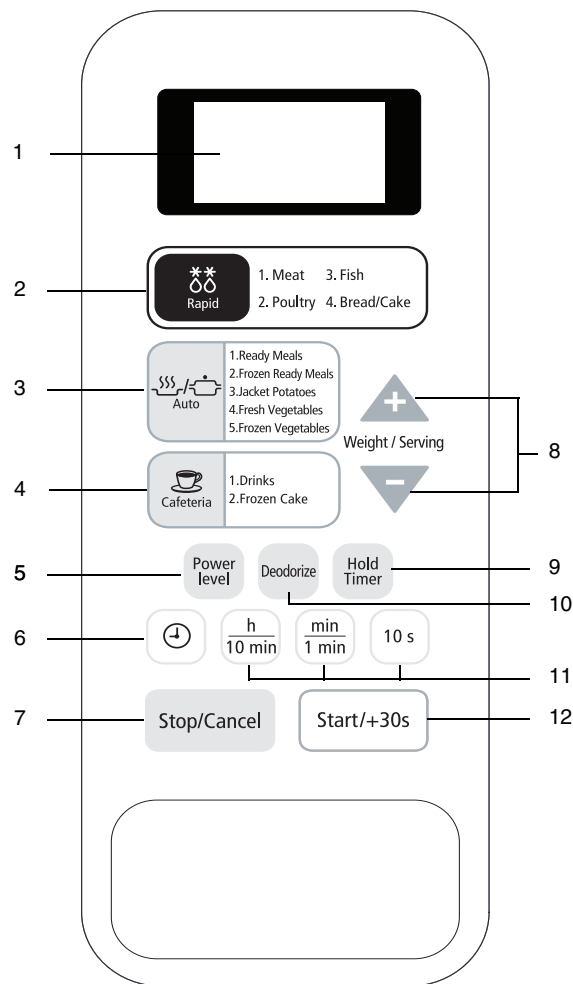 1
2
Rapid
1. Meat 3. Fish
2. Poultry 4. Bread/Cake
3
Auto
1.Ready Meals
2.Frozen Ready Meals
3.Jacket Potatoes
4.Fresh Vegetables
5.Frozen Vegetables
+
Weight / Serving
−
8
4
Cafeteria
1.Drinks
2.Frozen Cake
5
Power
level
Deodorize
Hold
Timer
9
10
6
h
10 min
min
1 min
10 s
11
7
Stop/Cancel
Start/+30s
12